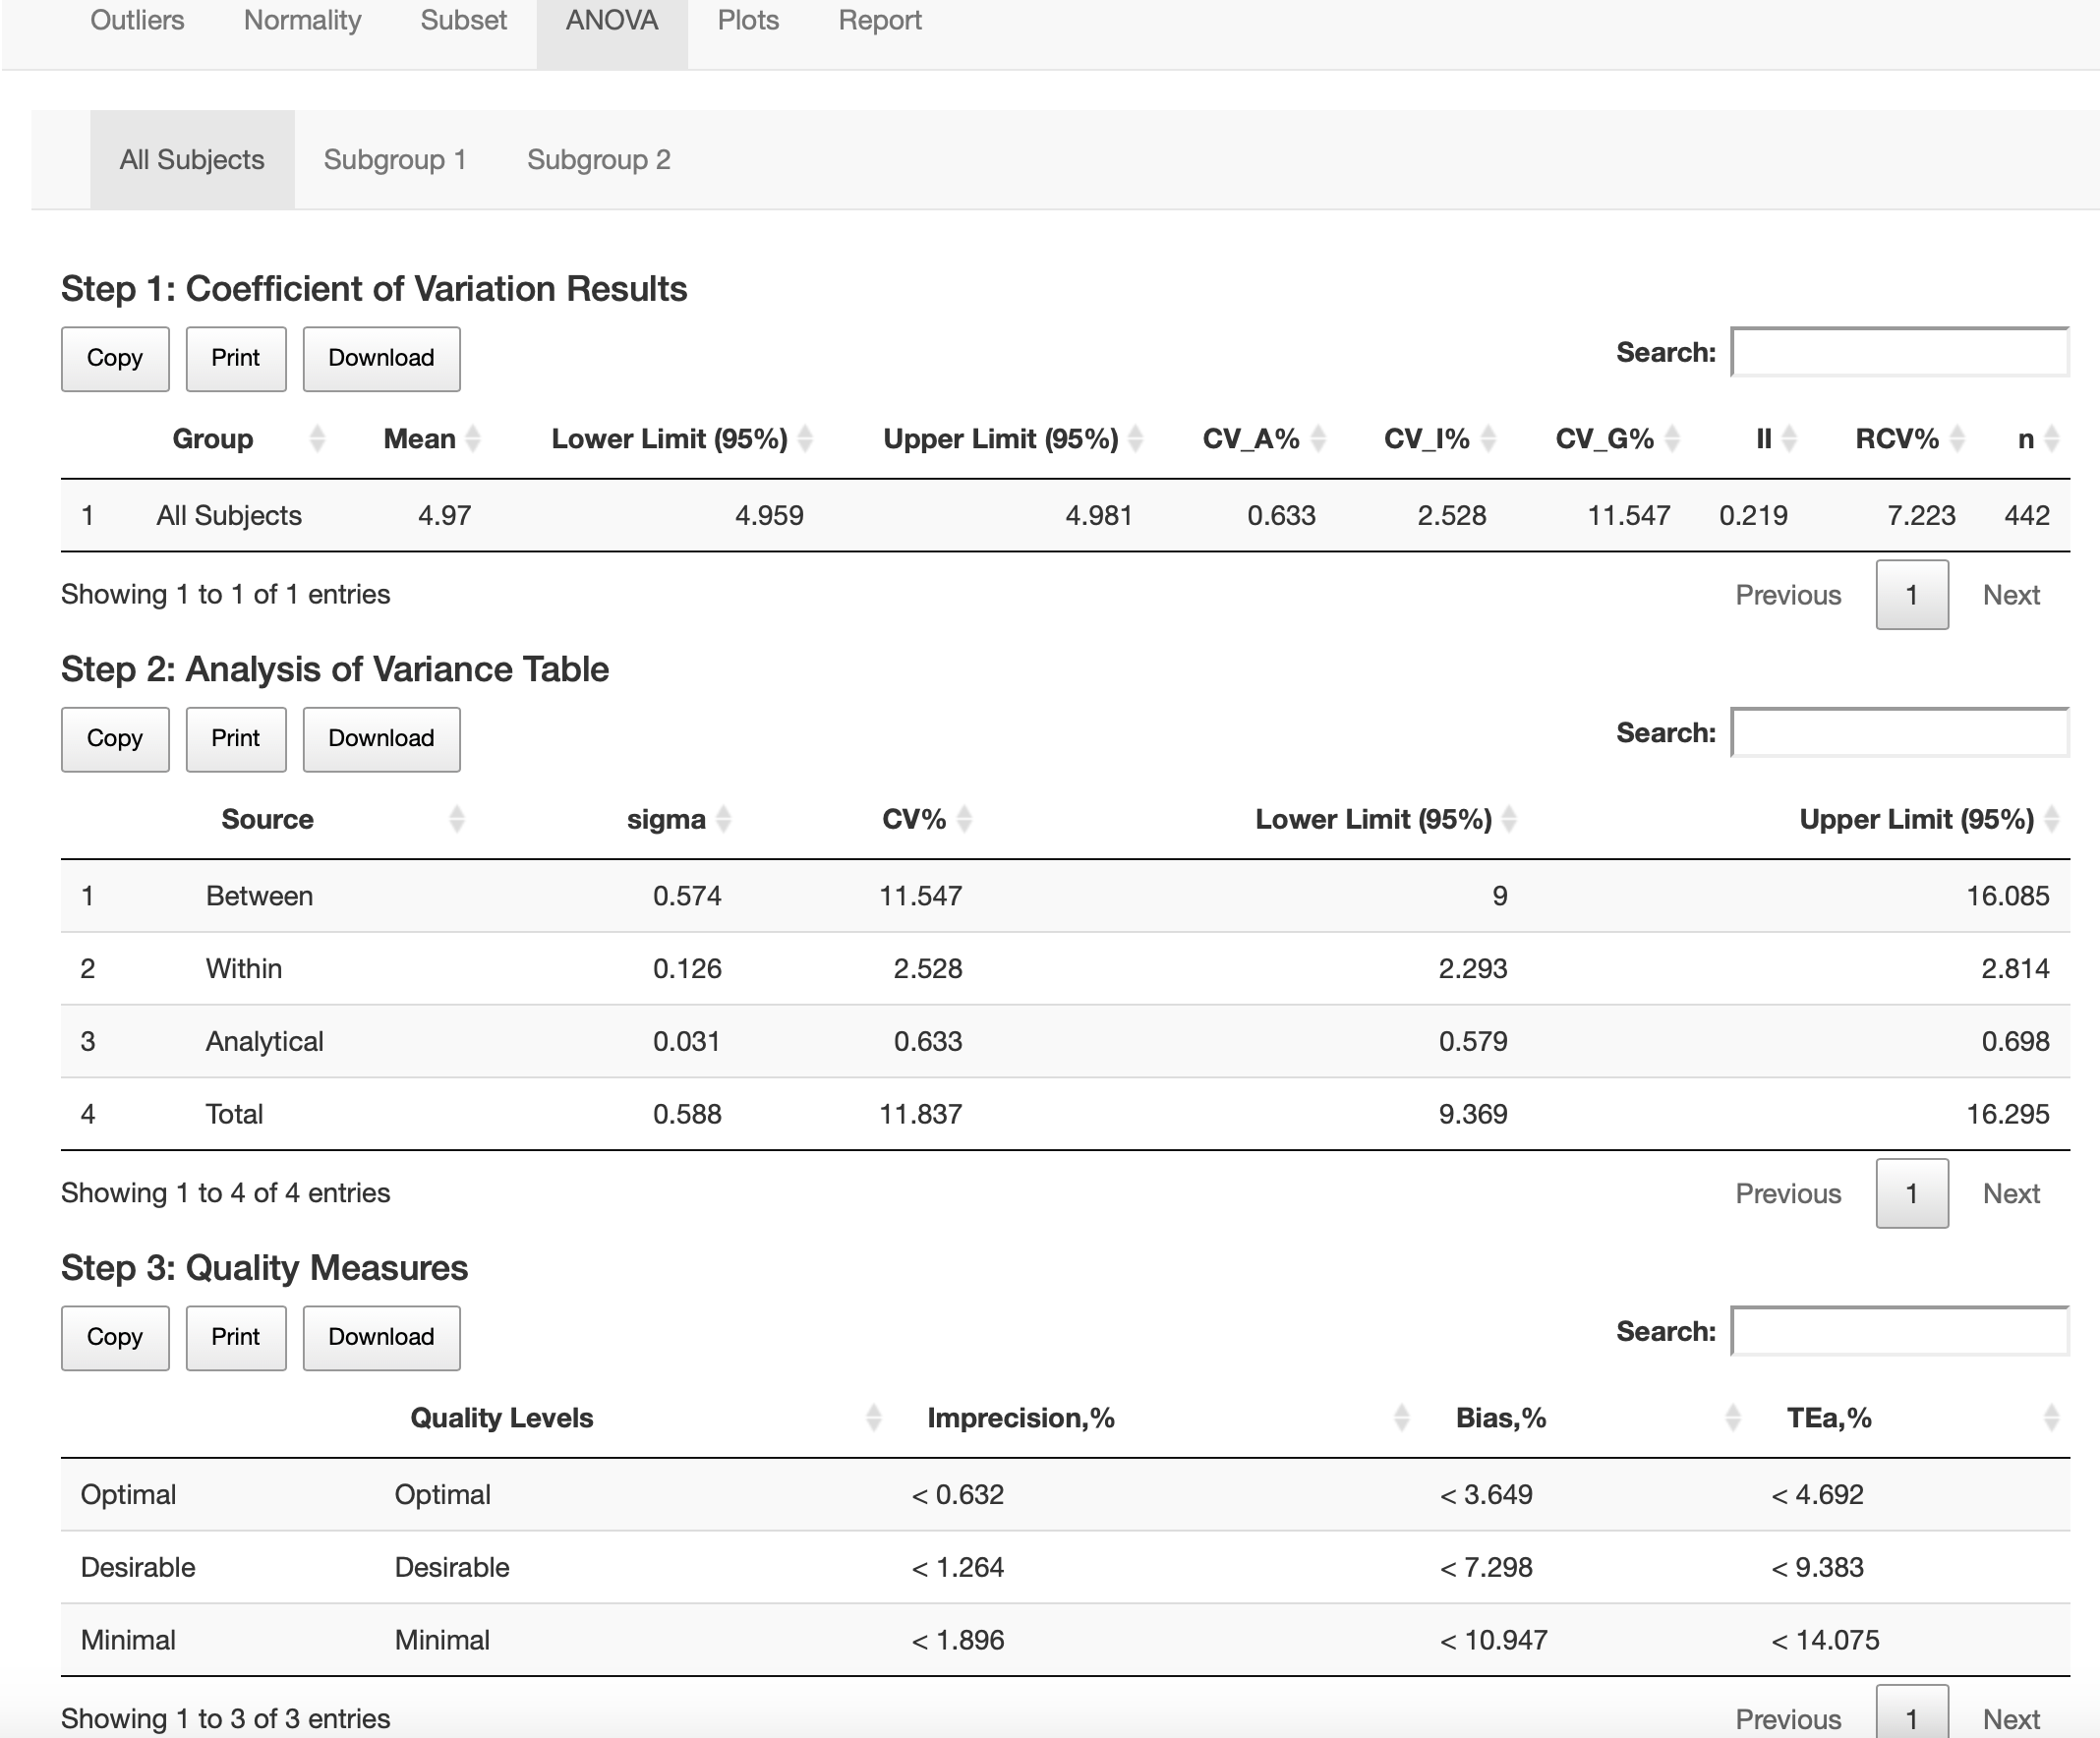 Outliers Normality Subset ANOVA Plots Report
All Subjects Subgroup 1 Subgroup 2
Step 1: Coefficient of Variation Results
Copy Print Download Search:
Group Mean Lower Limit (95%) Upper Limit (95%) CV_A% CV_I% CV_G% II RCV% n
1 All Subjects 4.97 4.959 4.981 0.633 2.528 11.547 0.219 7.223 442
Showing 1 to 1 of 1 entries Previous 1 Next
Step 2: Analysis of Variance Table
Copy Print Download Search:
Source sigma CV% Lower Limit (95%) Upper Limit (95%)
1 Between 0.574 11.547 9 16.085
2 Within 0.126 2.528 2.293 2.814
3 Analytical 0.031 0.633 0.579 0.698
4 Total 0.588 11.837 9.369 16.295
Showing 1 to 4 of 4 entries Previous 1 Next
Step 3: Quality Measures
Copy Print Download Search:
Quality Levels Imprecision,% Bias,% TEa,%
Optimal Optimal < 0.632 < 3.649 < 4.692
Desirable Desirable < 1.264 < 7.298 < 9.383
Minimal Minimal < 1.896 < 10.947 < 14.075
Showing 1 to 3 of 3 entries Previous 1 Next